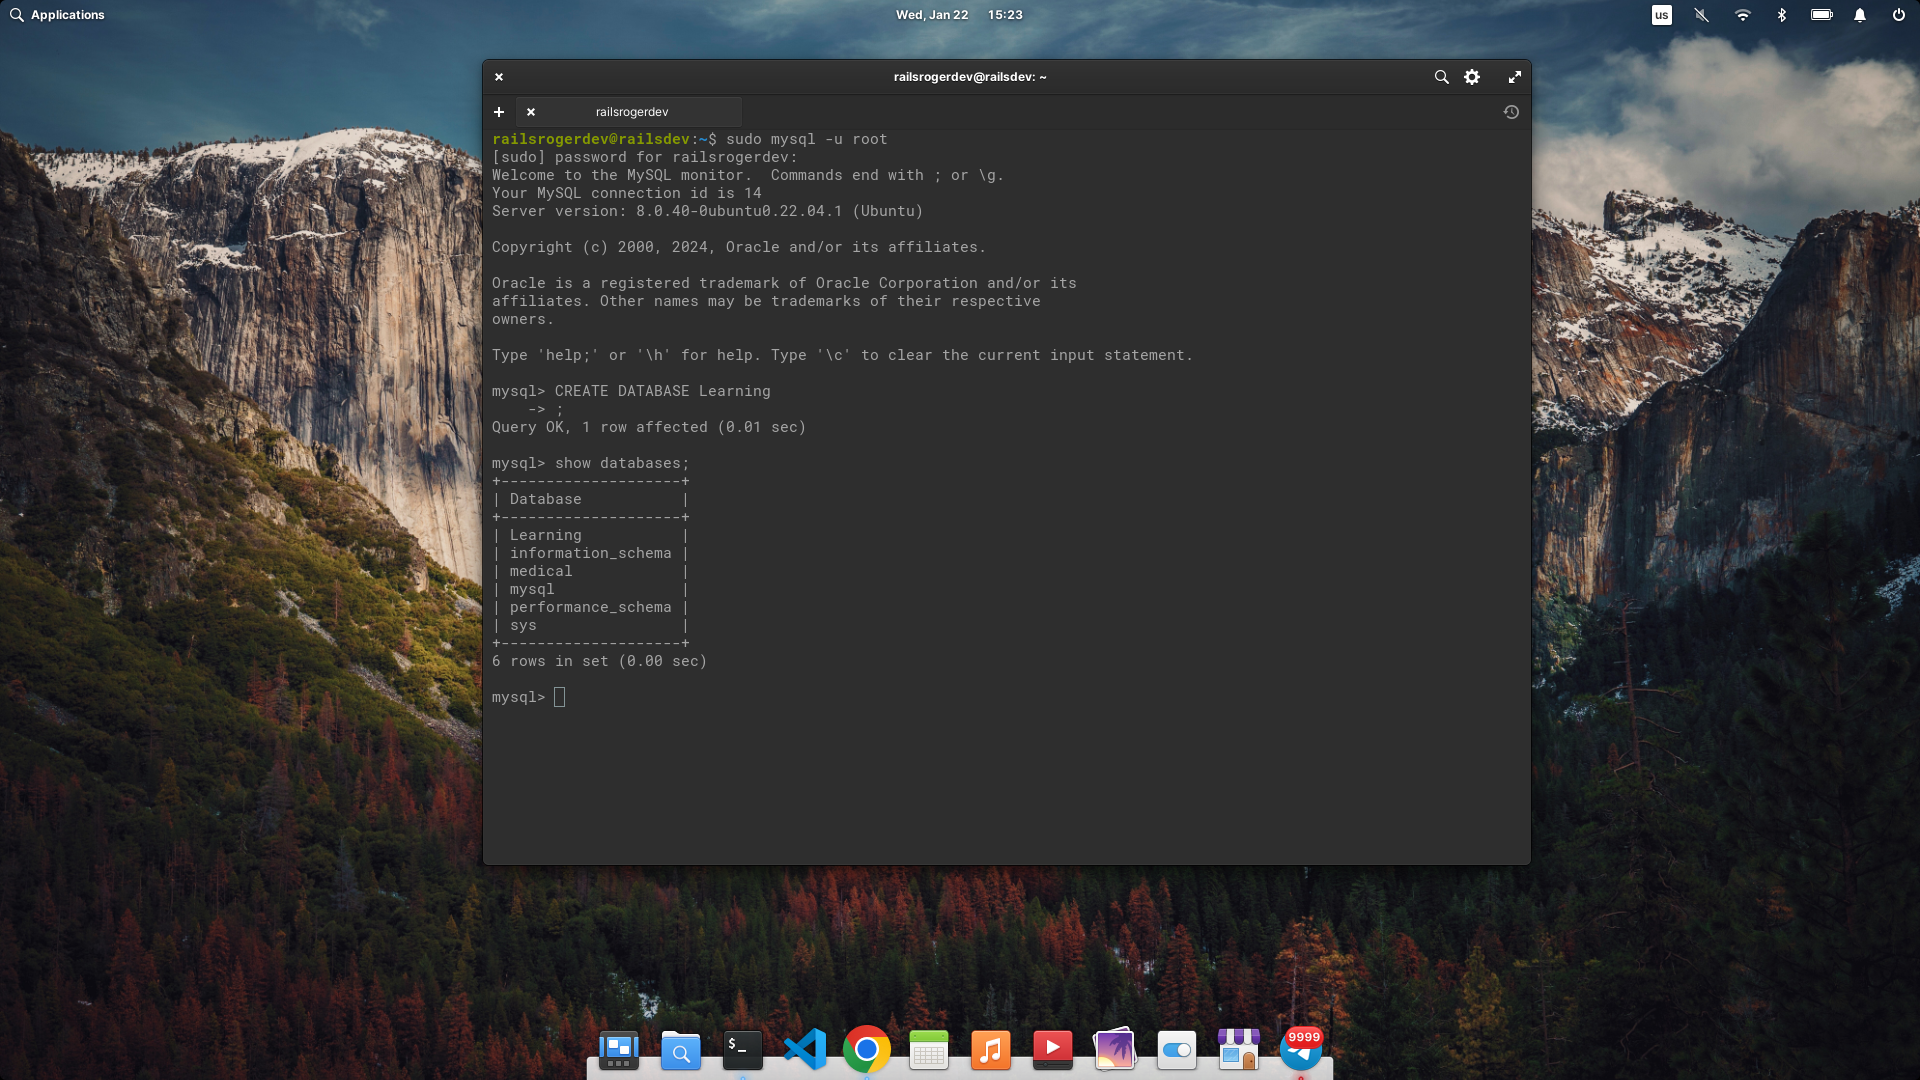 Applications
Wed, Jan 22 15:23
us
railsrogerdev@railsdev: ~
railsrogerdev
railsrogerdev@railsdev:~$ sudo mysql -u root
[sudo] password for railsrogerdev:
Welcome to the MySQL monitor.  Commands end with ; or \g.
Your MySQL connection id is 14
Server version: 8.0.40-0ubuntu0.22.04.1 (Ubuntu)
Copyright (c) 2000, 2024, Oracle and/or its affiliates.
Oracle is a registered trademark of Oracle Corporation and/or its
affiliates. Other names may be trademarks of their respective
owners.
Type 'help;' or '\h' for help. Type '\c' to clear the current input statement.
mysql> CREATE DATABASE Learning
    -> ;
Query OK, 1 row affected (0.01 sec)
mysql> show databases;
+--------------------+
| Database           |
+--------------------+
| Learning           |
| information_schema |
| medical            |
| mysql              |
| performance_schema |
| sys                |
+--------------------+
6 rows in set (0.00 sec)
mysql>
$_
9999